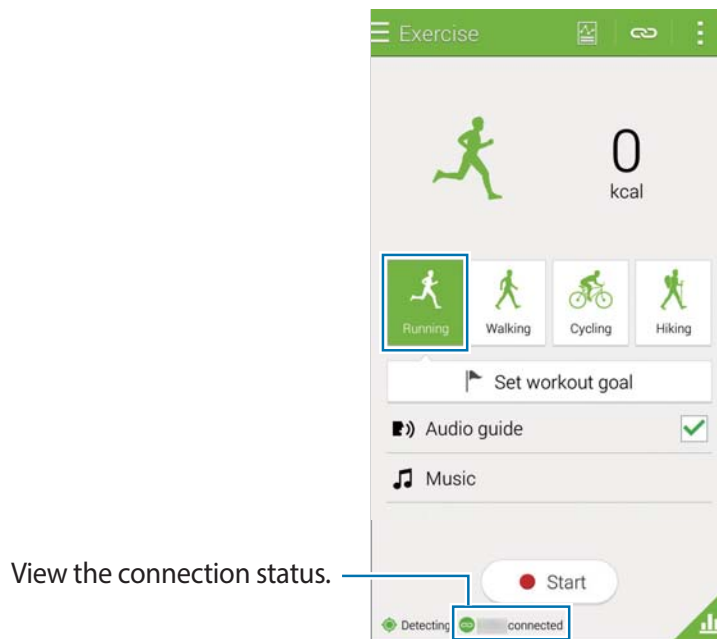 Exercise
0
kcal
Running
Walking
Cycling
Hiking
Set workout goal
Audio guide
Music
View the connection status.
Start
Detecting
connected